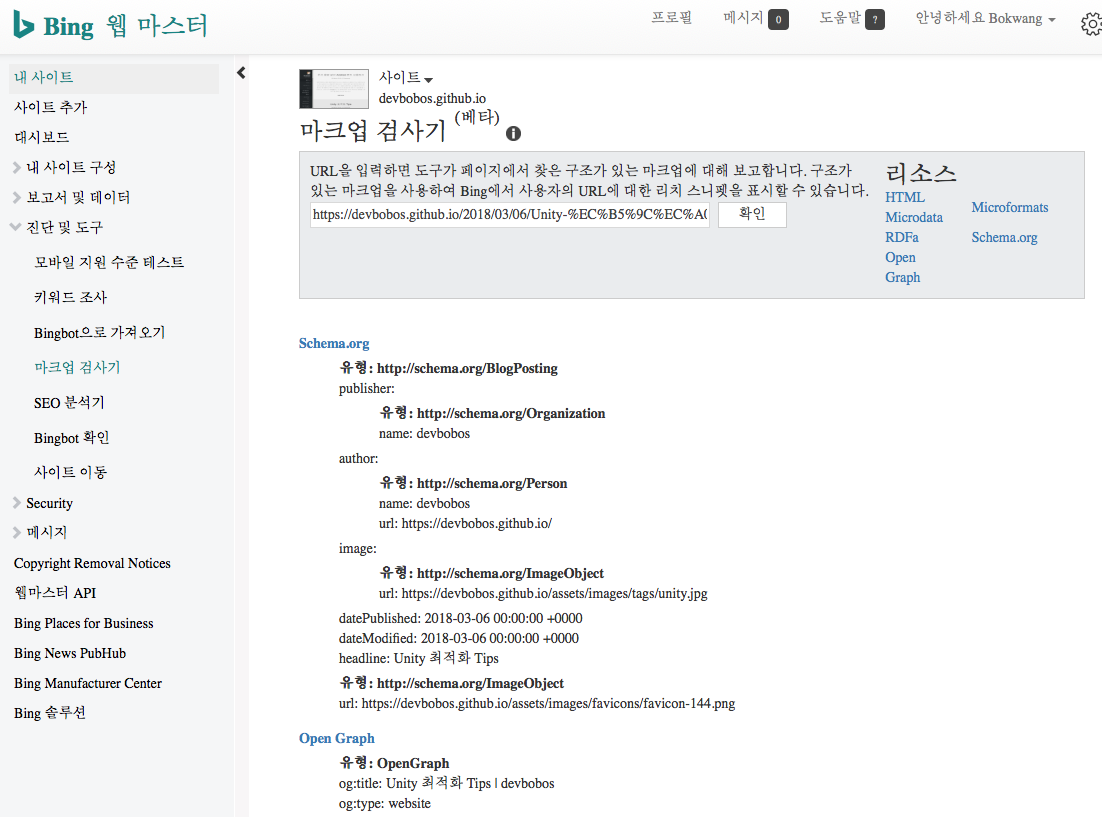 Bing 웹 마스터
프로필
메시지 0
도움말 ?
안녕하세요 Bokwang
내 사이트
사이트 추가
대시보드
내 사이트 구성
보고서 및 데이터
진단 및 도구
모바일 지원 수준 테스트
키워드 조사
Bingbot으로 가져오기
마크업 검사기
SEO 분석기
Bingbot 확인
사이트 이동
Security
메시지
Copyright Removal Notices
웹마스터 API
Bing Places for Business
Bing News PubHub
Bing Manufacturer Center
Bing 솔루션
사이트
devbobos.github.io
마크업 검사기 (베타)
URL을 입력하면 도구가 페이지에서 찾은 구조가 있는 마크업에 대해 보고합니다. 구조가
있는 마크업을 사용하여 Bing에서 사용자의 URL에 대한 리치 스니펫을 표시할 수 있습니다.
https://devbobos.github.io/2018/03/06/Unity-%EC%B5%9C%EC%A0
확인
리소스
HTML
Microdata
RDFa
Open
Graph
Microformats
Schema.org
Schema.org
유형: http://schema.org/BlogPosting
publisher:
유형: http://schema.org/Organization
name: devbobos
author:
유형: http://schema.org/Person
name: devbobos
url: https://devbobos.github.io/
image:
유형: http://schema.org/ImageObject
url: https://devbobos.github.io/assets/images/tags/unity.jpg
datePublished: 2018-03-06 00:00:00 +0000
dateModified: 2018-03-06 00:00:00 +0000
headline: Unity 최적화 Tips
유형: http://schema.org/ImageObject
url: https://devbobos.github.io/assets/images/favicons/favicon-144.png
Open Graph
유형: OpenGraph
og:title: Unity 최적화 Tips | devbobos
og:type: website